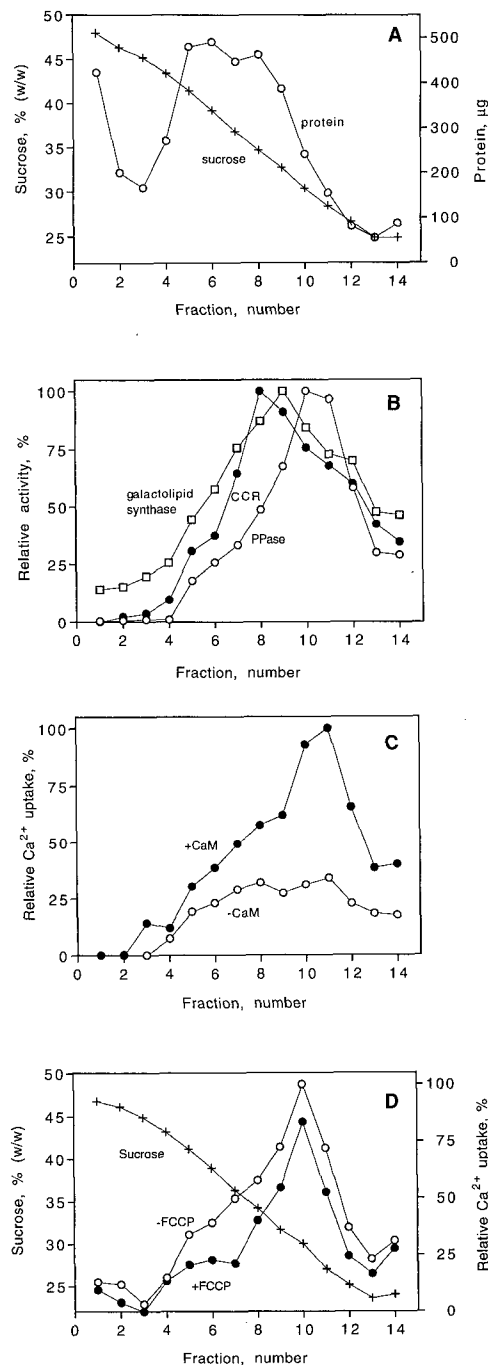 A
50
45
40
35
30
25
Sucrose, % (w/w)
protein
sucrose
500
400
300
200
100
0
Protein, µg
0 2 4 6 8 10 12 14
Fraction, number
B
100
75
50
25
0
Relative activity, %
galactolipid
synthase
CCR
PPase
0 2 4 6 8 10 12 14
Fraction, number
C
100
75
50
25
0
Relative Ca²⁺ uptake, %
+CaM
-CaM
0 2 4 6 8 10 12 14
Fraction, number
D
50
45
40
35
30
25
Sucrose, % (w/w)
Sucrose
-FCCP
+FCCP
100
75
50
25
0
Relative Ca²⁺ uptake, %
0 2 4 6 8 10 12 14
Fraction, number